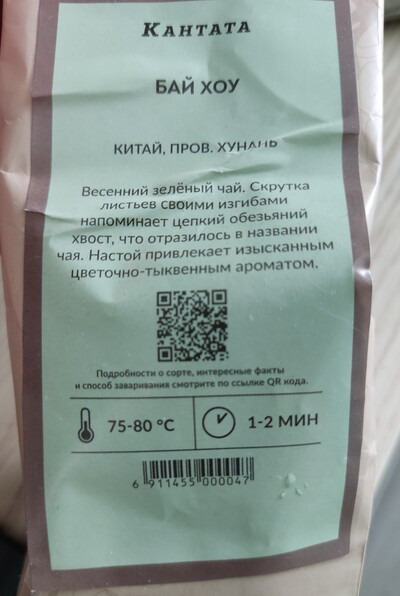 КАНТАТА
БАЙ ХОУ
КИТАЙ, ПРОВ. ХУНАНЬ
Весенний зелёный чай. Скрутка
листьев своими изгибами
напоминает цепкий обезьяний
хвост, что отразилось в названии
чая. Настой привлекает изысканным
цветочно-тыквенным ароматом.
Подробности о сорте, интересные факты
и способ заваривания смотрите по ссылке QR кода.
75-80 °C 1-2 МИН
6 911455 000047